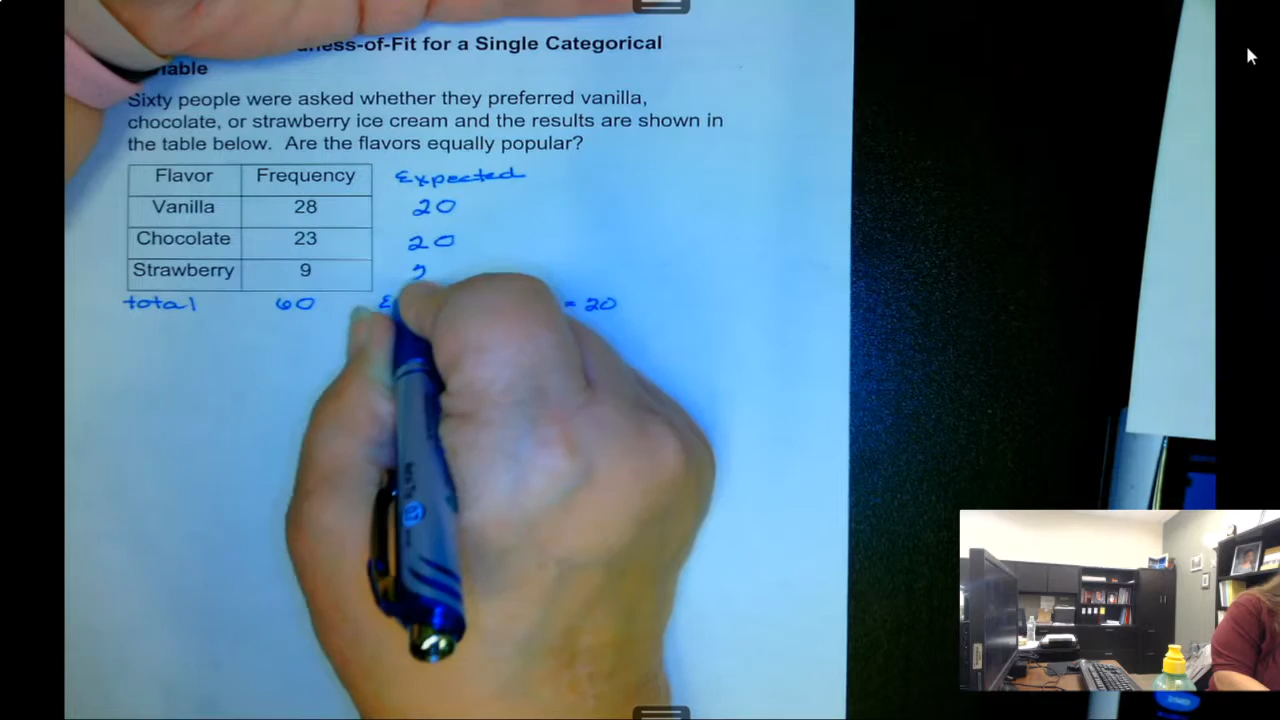 ness-of-Fit for a Single Categorical
Sixty people were asked whether they preferred vanilla,
chocolate, or strawberry ice cream and the results are shown in
the table below. Are the flavors equally popular?
Flavor Frequency Expected
Vanilla 28 20
Chocolate 23 20
Strawberry 9
total 60 = 20